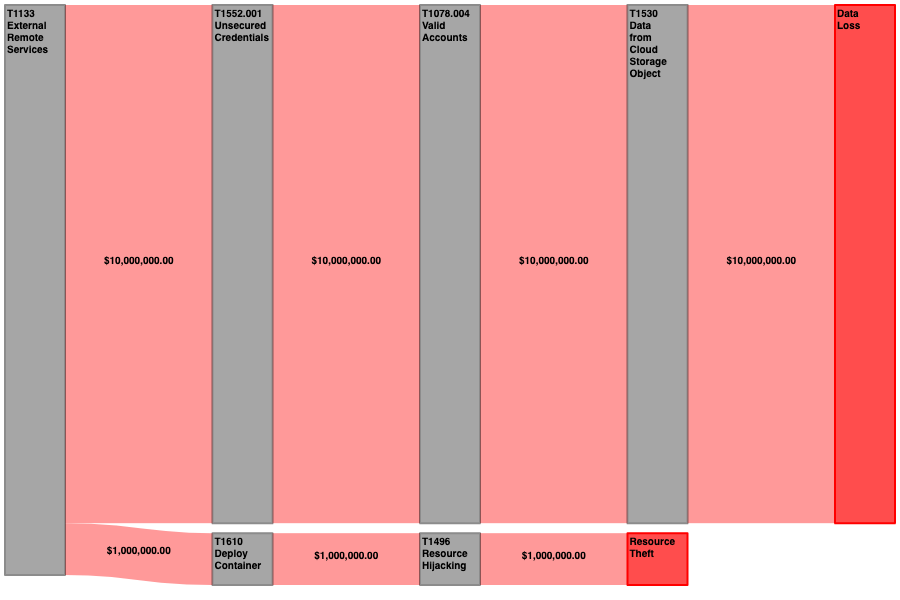 T1133
External
Remote
Services
T1552.001
Unsecured
Credentials
T1078.004
Valid
Accounts
T1530
Data
from
Cloud
Storage
Object
Data
Loss
$10,000,000.00
$10,000,000.00
$10,000,000.00
$10,000,000.00
$1,000,000.00
T1610
Deploy
Container
$1,000,000.00
T1496
Resource
Hijacking
$1,000,000.00
Resource
Theft